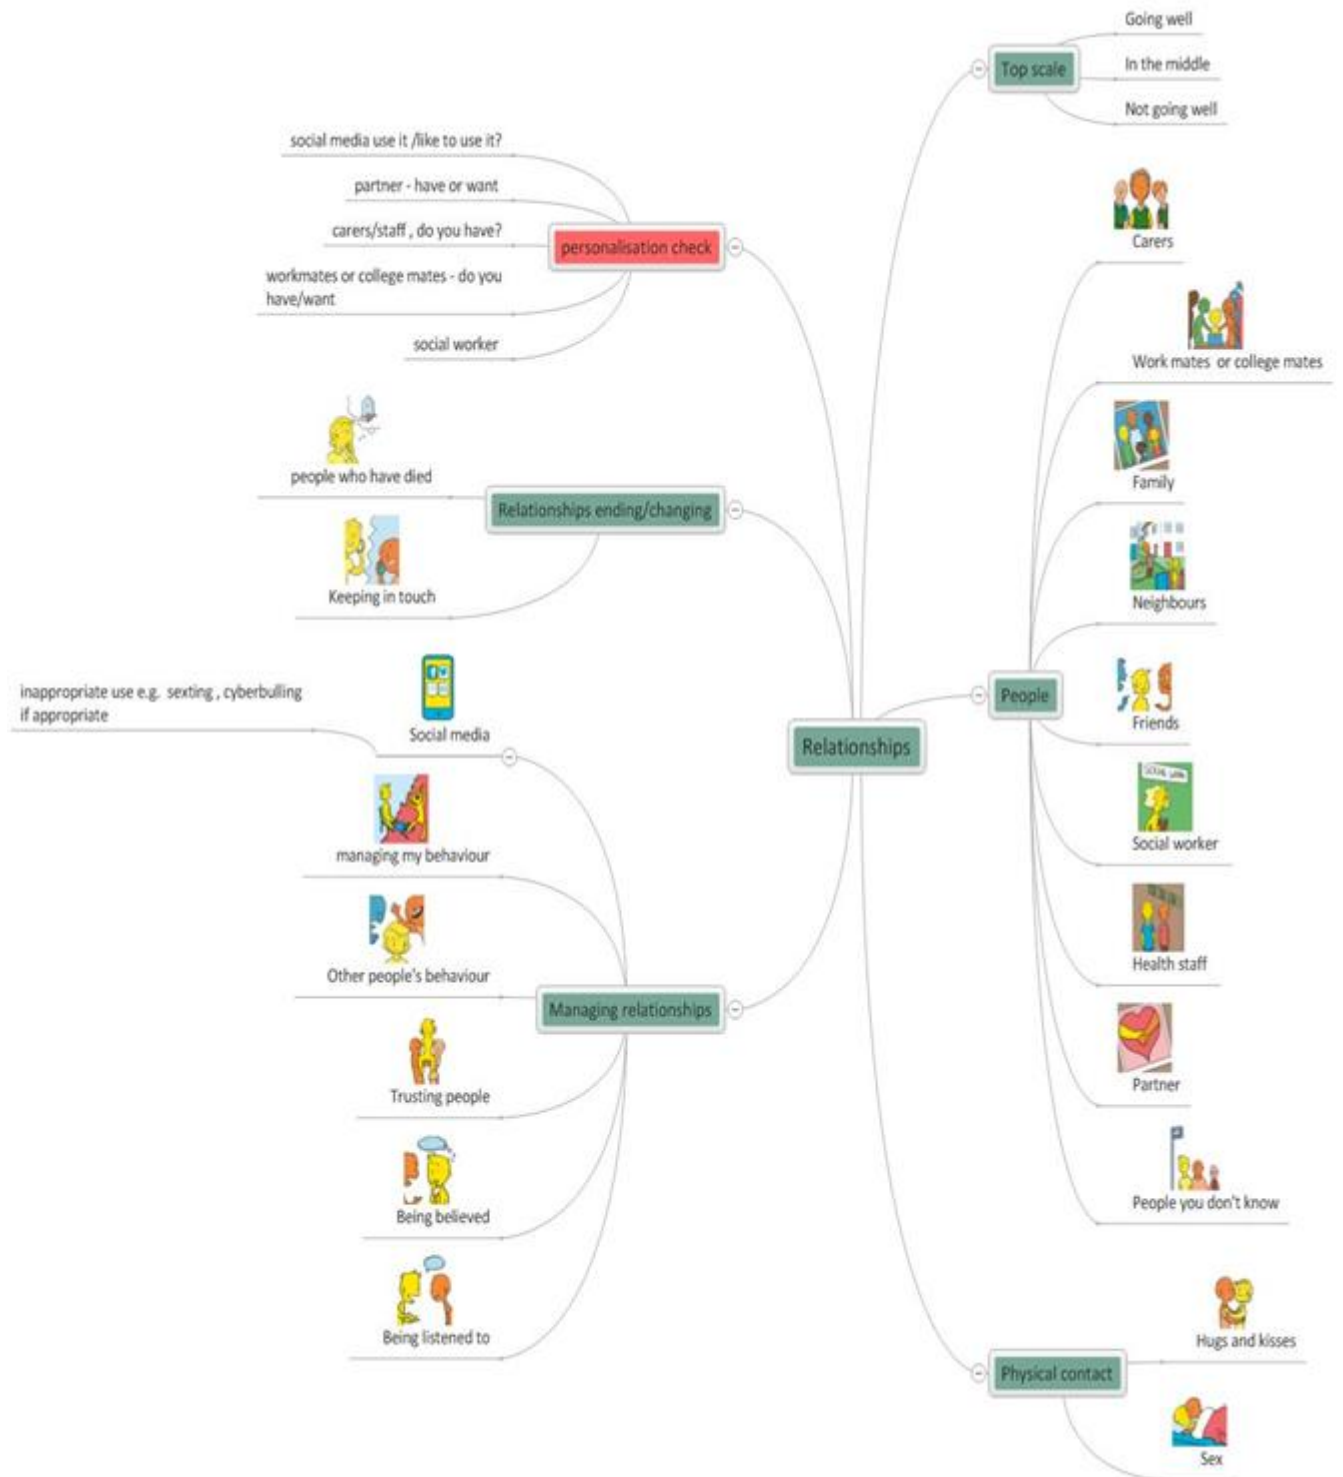 Going well
Top scale
In the middle
Not going well
social media use it /like to use it?
partner - have or want
carers/staff , do you have?
personalisation check
workmates or college mates - do you
have/want
social worker
people who have died
Relationships ending/changing
Keeping in touch
inappropriate use e.g. sexting , cyberbulling
if appropriate
Social media
managing my behaviour
Other people's behaviour
Managing relationships
Trusting people
Being believed
Being listened to
Relationships
Carers
Work mates or college mates
Family
Neighbours
People
Friends
Social worker
Health staff
Partner
People you don't know
Hugs and kisses
Physical contact
Sex